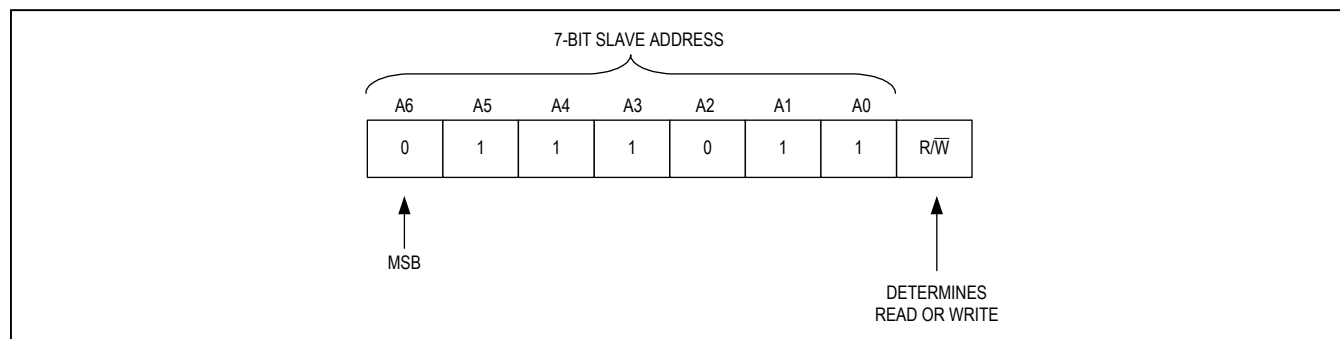 7-BIT SLAVE ADDRESS
A6 A5 A4 A3 A2 A1 A0
0 1 1 1 0 1 1 R/W̅
MSB
DETERMINES
READ OR WRITE